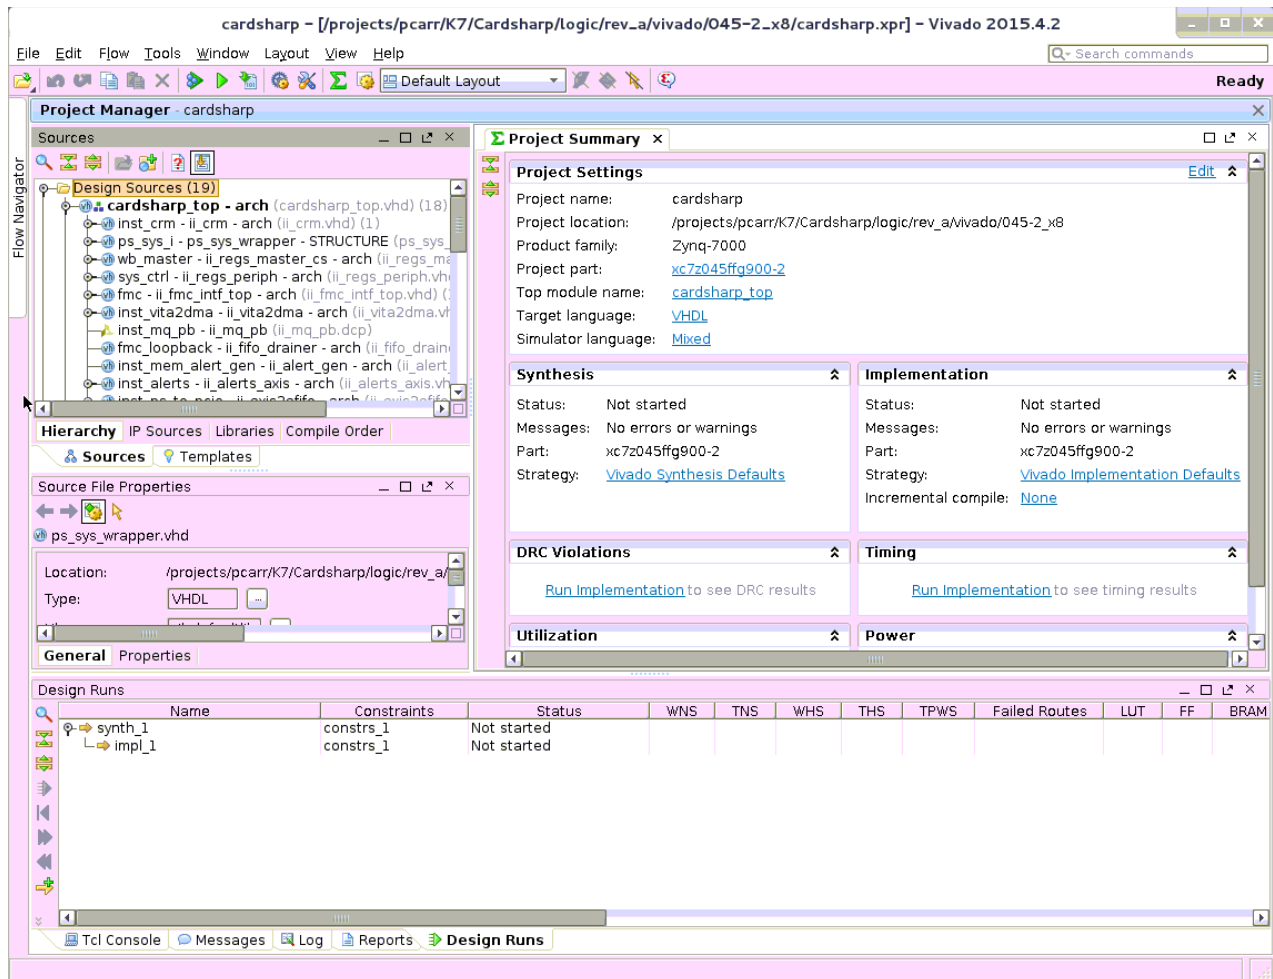 cardsharp – [/projects/pcarr/K7/Cardsharp/logic/rev_a/vivado/045-2_x8/cardsharp.xpr] – Vivado 2015.4.2
File Edit Flow Tools Window Layout View Help
Search commands
Default Layout
Ready
Project Manager - cardsharp
Flow Navigator
Sources
Design Sources (19)
cardsharp_top - arch (cardsharp_top.vhd) (18)
inst_crm - ii_crm - arch (ii_crm.vhd) (1)
ps_sys_i - ps_sys_wrapper - STRUCTURE (ps_sys_
wb_master - ii_regs_master_cs - arch (ii_regs_ma
sys_ctrl - ii_regs_periph - arch (ii_regs_periph.vh
fmc - ii_fmc_intf_top - arch (ii_fmc_intf_top.vhd) (
inst_vita2dma - ii_vita2dma - arch (ii_vita2dma.vh
inst_mq_pb - ii_mq_pb (ii_mq_pb.dcp)
fmc_loopback - ii_fifo_drainer - arch (ii_fifo_drain
inst_mem_alert_gen - ii_alert_gen - arch (ii_alert_
inst_alerts - ii_alerts_axis - arch (ii_alerts_axis.vh
Hierarchy IP Sources Libraries Compile Order
Sources Templates
Source File Properties
ps_sys_wrapper.vhd
Location: /projects/pcarr/K7/Cardsharp/logic/rev_a/
Type: VHDL ...
General Properties
Project Summary
Project Settings Edit
Project name: cardsharp
Project location: /projects/pcarr/K7/Cardsharp/logic/rev_a/vivado/045-2_x8
Product family: Zynq-7000
Project part: xc7z045ffg900-2
Top module name: cardsharp_top
Target language: VHDL
Simulator language: Mixed
Synthesis
Status: Not started
Messages: No errors or warnings
Part: xc7z045ffg900-2
Strategy: Vivado Synthesis Defaults
Implementation
Status: Not started
Messages: No errors or warnings
Part: xc7z045ffg900-2
Strategy: Vivado Implementation Defaults
Incremental compile: None
DRC Violations
Run Implementation to see DRC results
Timing
Run Implementation to see timing results
Utilization
Power
Design Runs
Name Constraints Status WNS TNS WHS THS TPWS Failed Routes LUT FF BRAM
synth_1 constrs_1 Not started
impl_1 constrs_1 Not started
Tcl Console Messages Log Reports Design Runs